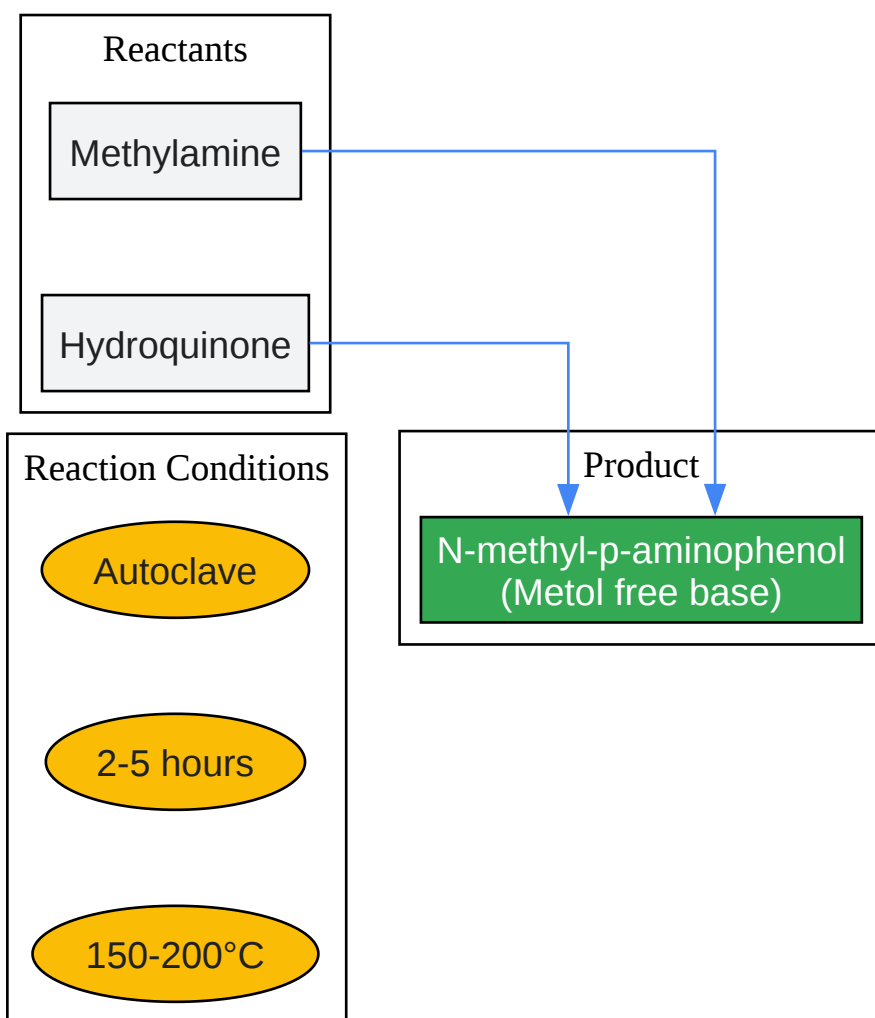 Reactants
Methylamine
Hydroquinone
Reaction Conditions
Autoclave
2-5 hours
150-200°C
Product
N-methyl-p-aminophenol
(Metol free base)